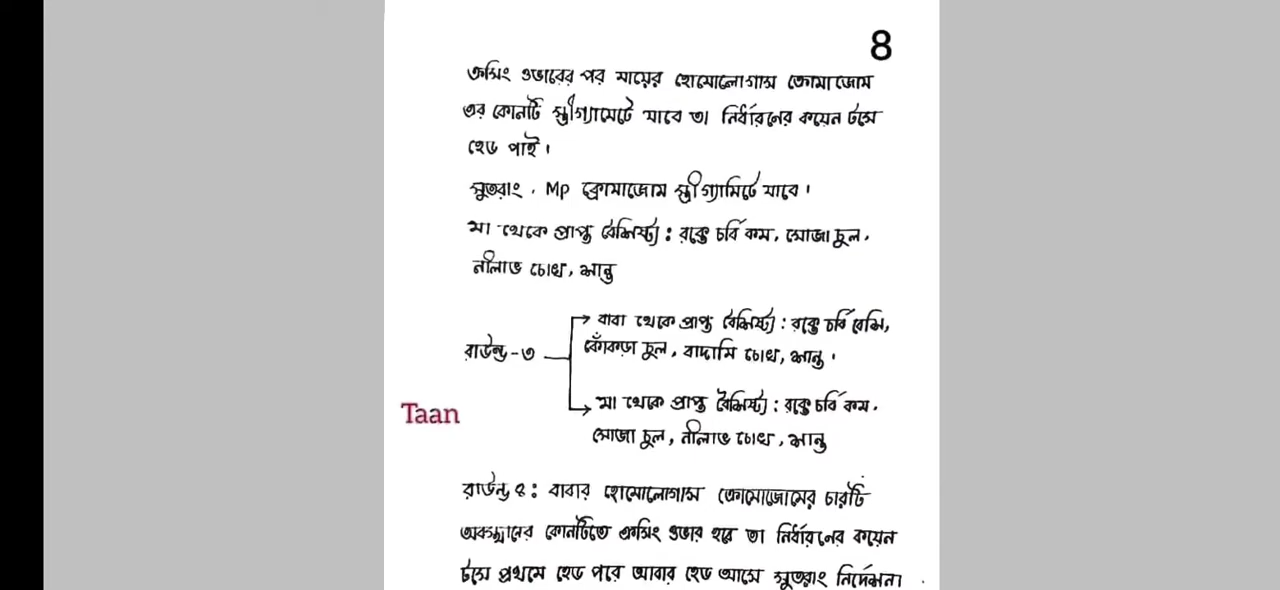 8
ক্রসিং ওভারের পর মায়ের হোমোলোগাস ক্রোমাজোম
এর কোনটি স্ত্রীগ্যামেটে যাবে তা নির্ধারনের কয়েন টসে
হেড পাই।
সুতরাং, Mp ক্রোমাজোম স্ত্রীগ্যামিটে যাবে।
মা থেকে প্রাপ্ত বৈশিষ্ট্য: রক্তে চর্বি কম, সোজা চুল,
নীলাভ চোখ, শান্ত
বাবা থেকে প্রাপ্ত বৈশিষ্ট্য: রক্তে চর্বি বেশি,
রাউন্ড-৩
কোঁকড়া চুল, বাদামি চোখ, শান্ত।
মা থেকে প্রাপ্ত বৈশিষ্ট্য: রক্তে চর্বি কম,
Taan
সোজা চুল, নীলাভ চোখ, শান্ত
রাউন্ড ৪: বাবার হোমোলোগাস ক্রোমোজোমের চারটি
অবস্থানের কোনটিতে ক্রসিং ওভার হবে তা নির্ধারনের কয়েন
টসে প্রথমে হেড পরে আবার হেড আসে সুতরাং নির্দেশনা